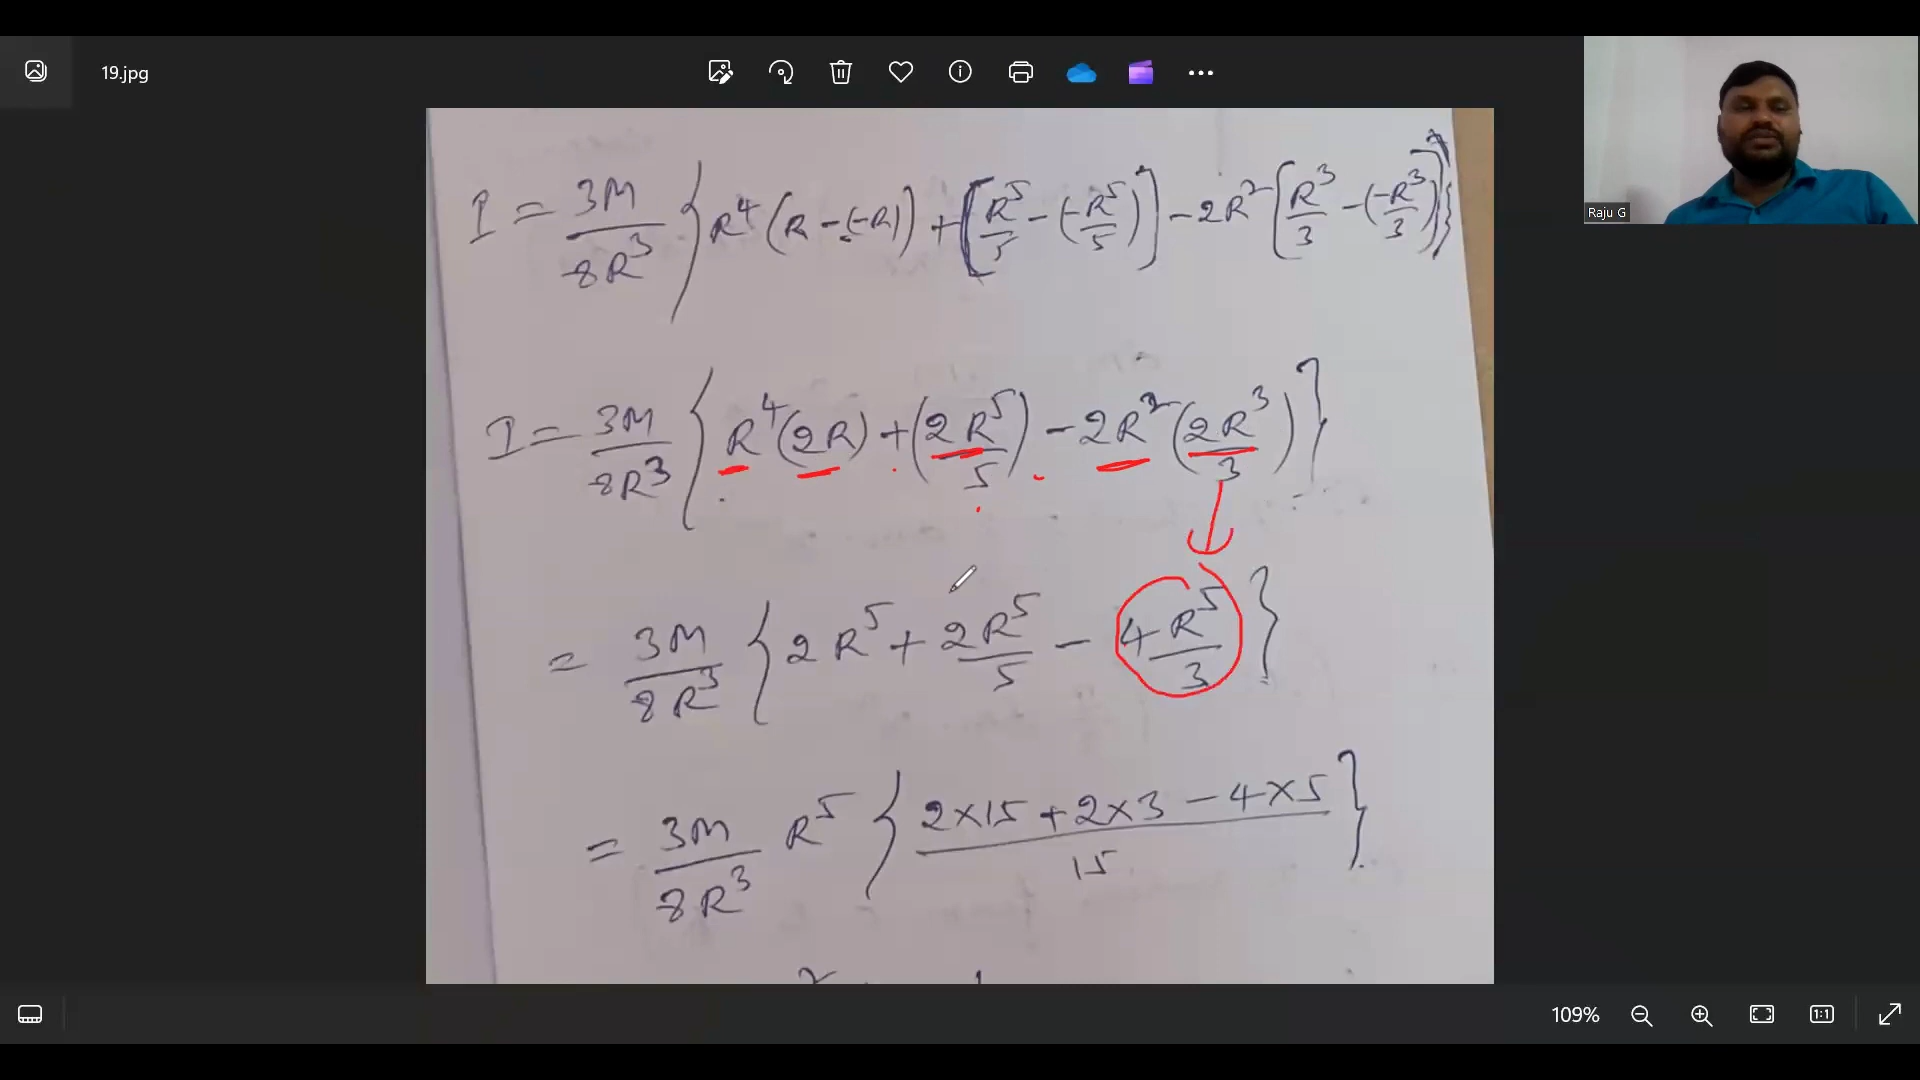 19.jpg
Raju G
I = 3M/8R³ { R⁴ (R - (-R)) + [R⁵/5 - (-R⁵/5)] - 2R² [R³/3 - (-R³/3)] }
I = 3M/8R³ { R⁴ (2R) + (2R⁵/5) - 2R² (2R³/3) }
= 3M/8R³ { 2R⁵ + 2R⁵/5 - 4R⁵/3 }
= 3M/8R³ R⁵ { 2×15 + 2×3 - 4×5 / 15 }
109%
1:1